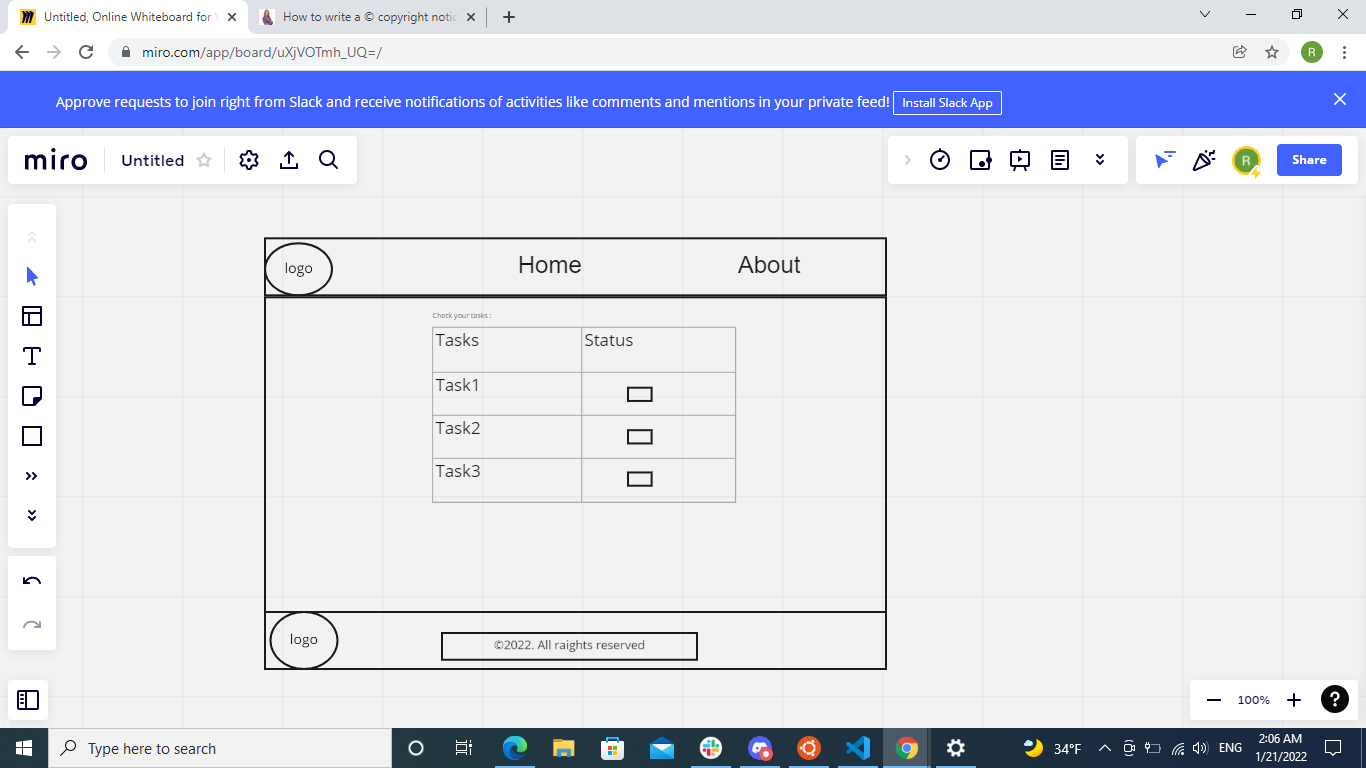 Untitled, Online Whiteboard for
How to write a © copyright notic
miro.com/app/board/uXjVOTmh_UQ=/
R
Approve requests to join right from Slack and receive notifications of activities like comments and mentions in your private feed! Install Slack App
miro Untitled
R Share
logo Home About
Check your tasks :
Tasks Status
Task1
Task2
Task3
logo ©2022. All raights reserved
100% ?
Type here to search
34°F ENG 2:06 AM
1/21/2022